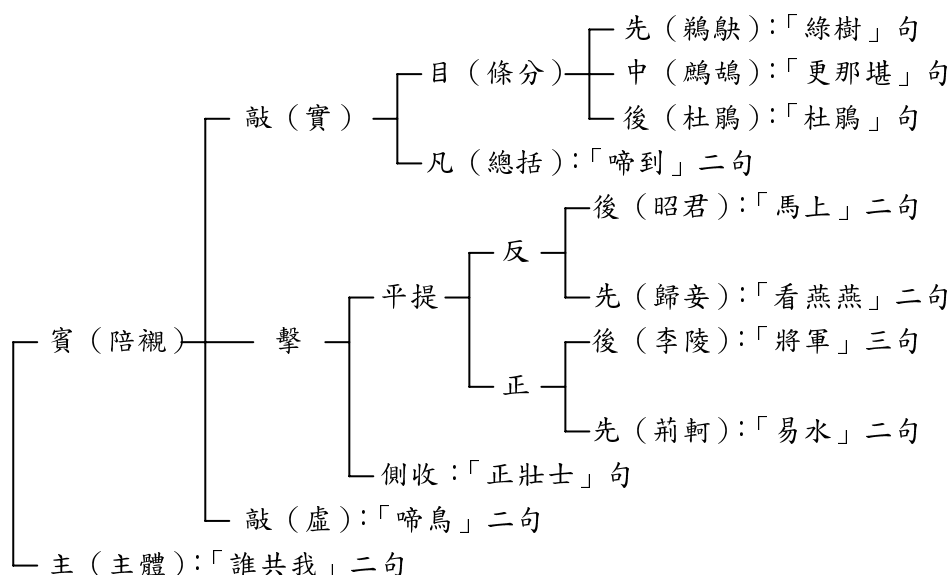 先（鵜鴃）：「綠樹」句
目（條分）
中（鷓鴣）：「更那堪」句
敲（實）
後（杜鵑）：「杜鵑」句
凡（總括）：「啼到」二句
後（昭君）：「馬上」二句
反
平提
先（歸妾）：「看燕燕」二句
賓（陪襯）
擊
後（李陵）：「將軍」三句
正
先（荊軻）：「易水」二句
側收：「正壯士」句
敲（虛）：「啼鳥」二句
主（主體）：「誰共我」二句